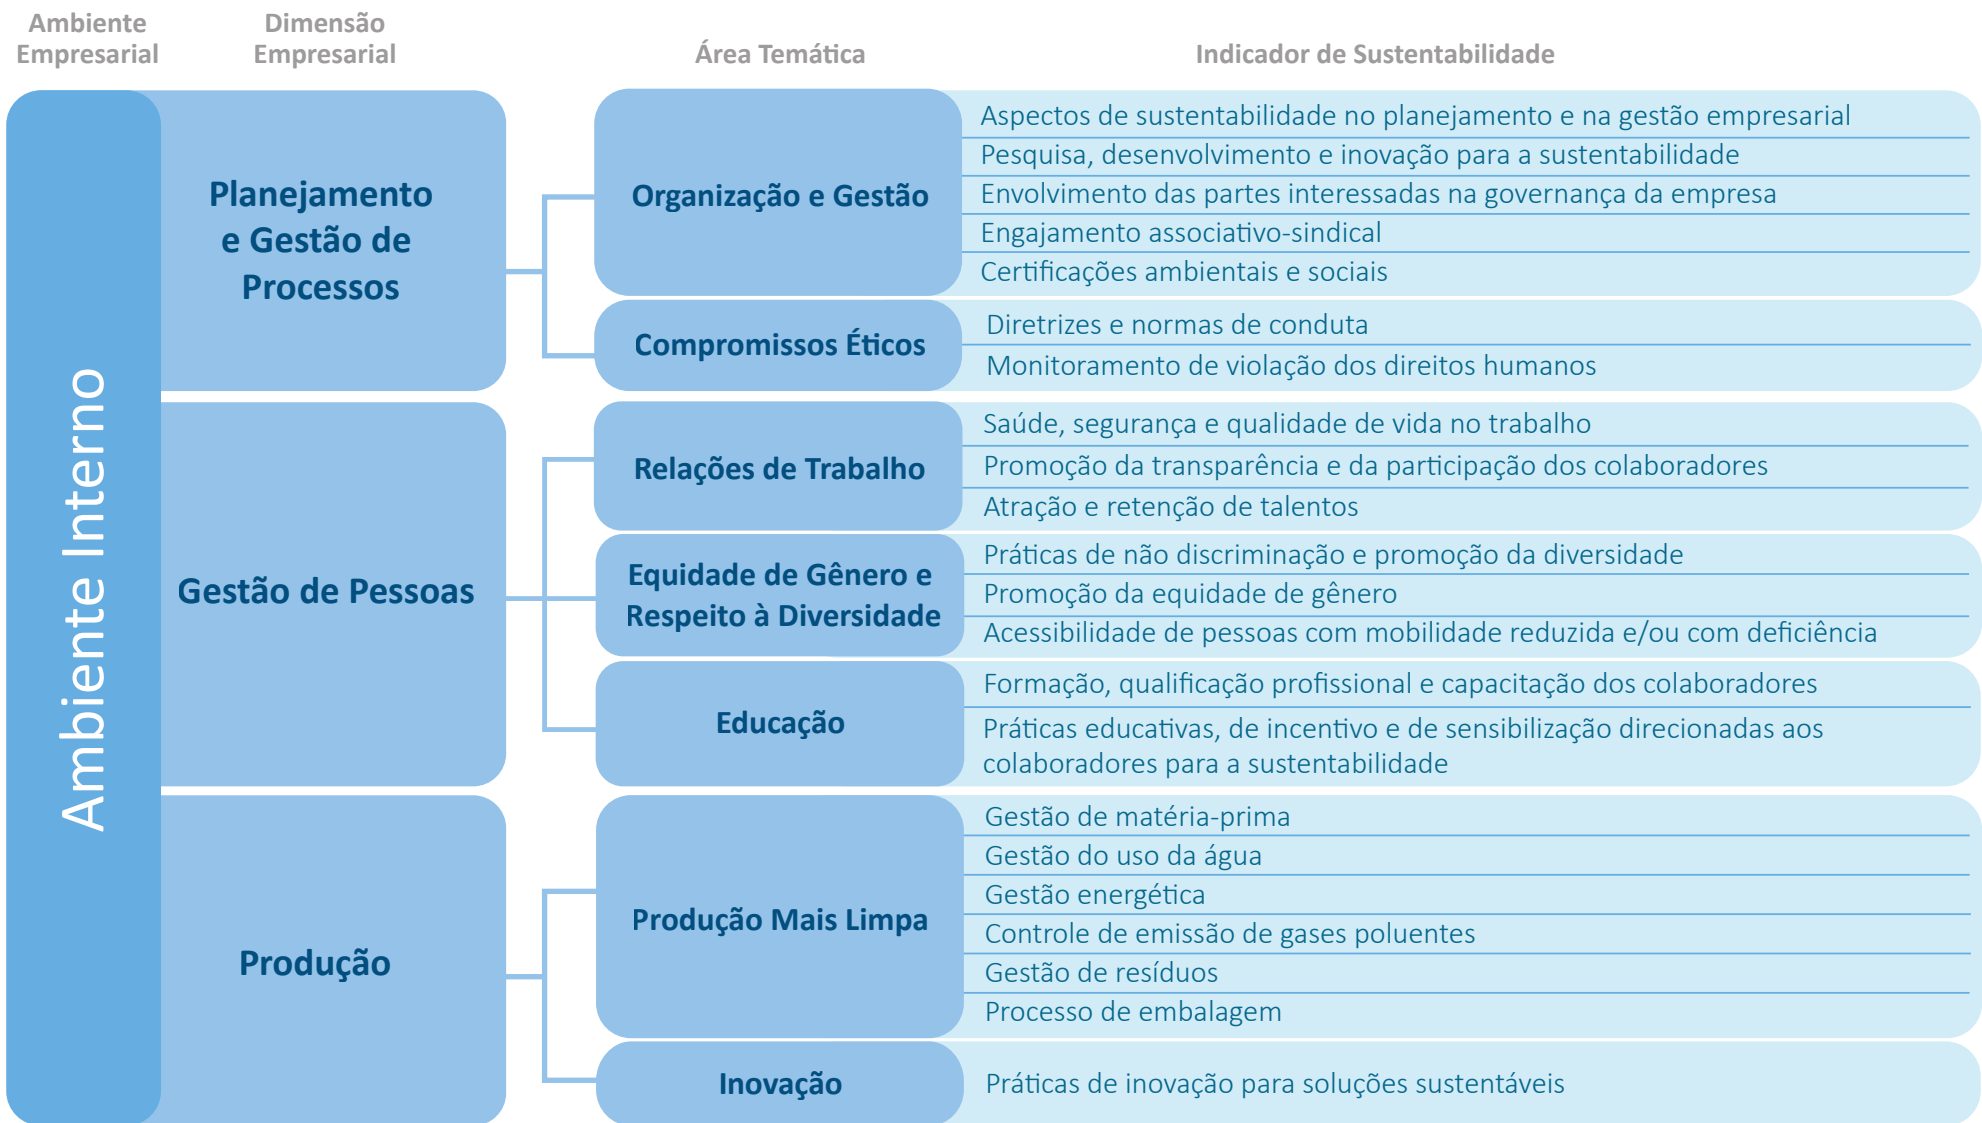 Ambiente
Empresarial
Dimensão
Empresarial
Área Temática
Indicador de Sustentabilidade
Ambiente Interno
Planejamento
e Gestão de
Processos
Organização e Gestão
Aspectos de sustentabilidade no planejamento e na gestão empresarial
Pesquisa, desenvolvimento e inovação para a sustentabilidade
Envolvimento das partes interessadas na governança da empresa
Engajamento associativo-sindical
Certificações ambientais e sociais
Compromissos Éticos
Diretrizes e normas de conduta
Monitoramento de violação dos direitos humanos
Gestão de Pessoas
Relações de Trabalho
Saúde, segurança e qualidade de vida no trabalho
Promoção da transparência e da participação dos colaboradores
Atração e retenção de talentos
Equidade de Gênero e
Respeito à Diversidade
Práticas de não discriminação e promoção da diversidade
Promoção da equidade de gênero
Acessibilidade de pessoas com mobilidade reduzida e/ou com deficiência
Educação
Formação, qualificação profissional e capacitação dos colaboradores
Práticas educativas, de incentivo e de sensibilização direcionadas aos
colaboradores para a sustentabilidade
Produção
Produção Mais Limpa
Gestão de matéria-prima
Gestão do uso da água
Gestão energética
Controle de emissão de gases poluentes
Gestão de resíduos
Processo de embalagem
Inovação
Práticas de inovação para soluções sustentáveis